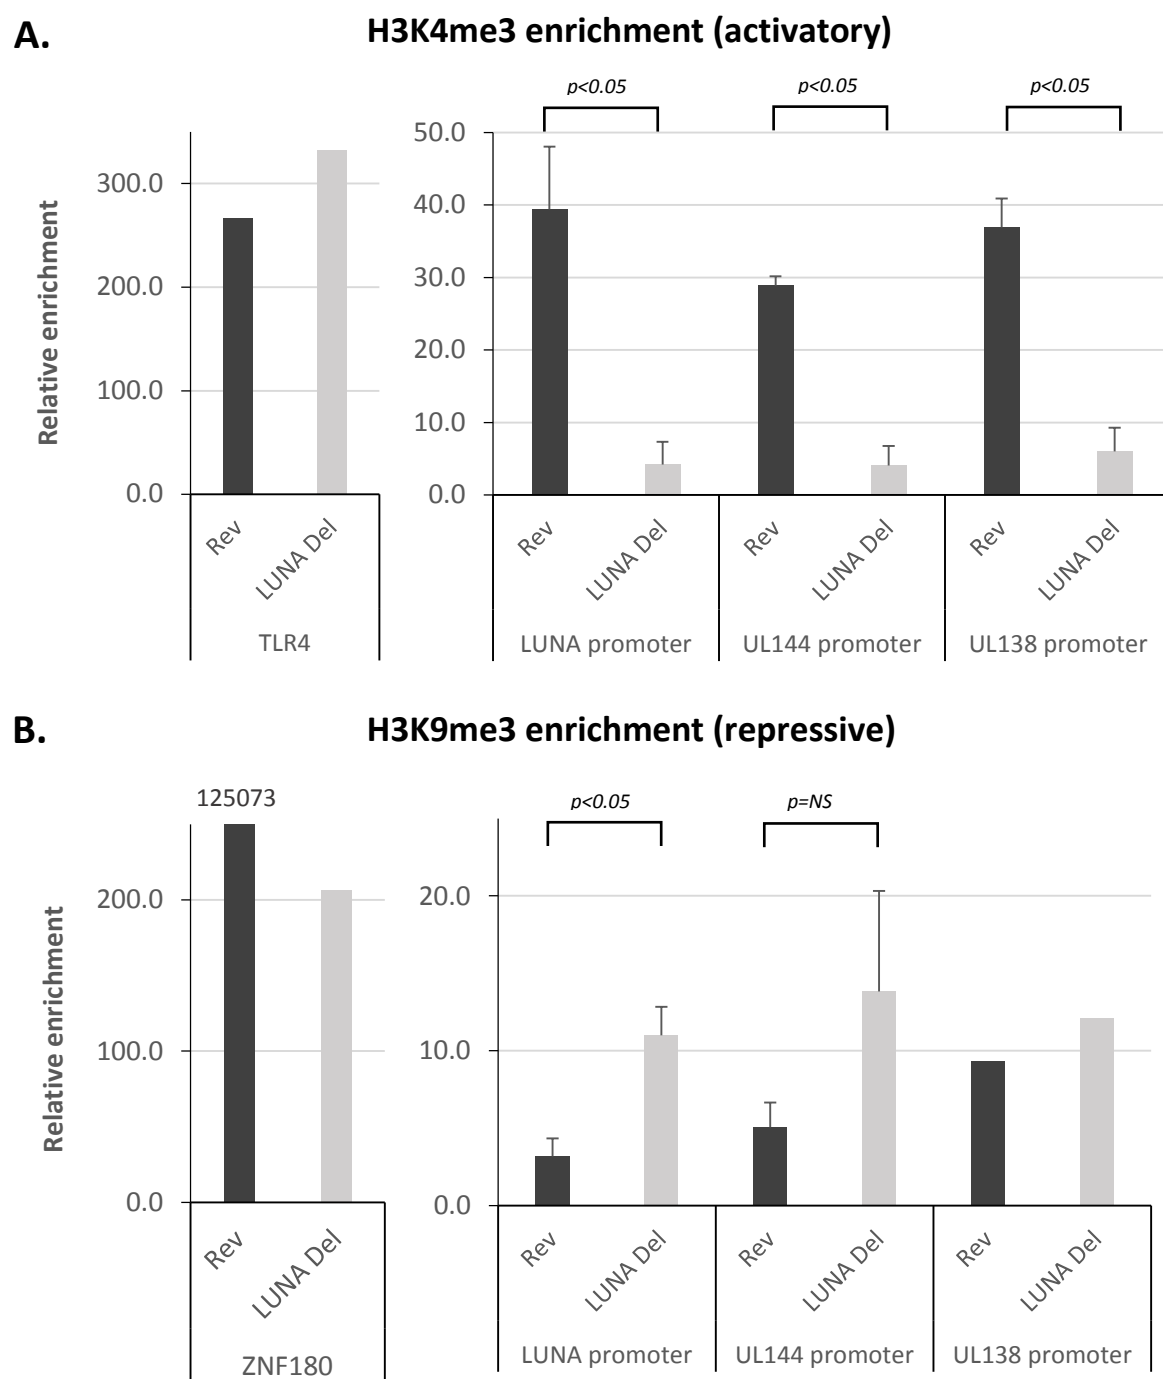 A.
H3K4me3 enrichment (activatory)
p<0.05
p<0.05
p<0.05
Relative enrichment
300.0
200.0
100.0
0.0
50.0
40.0
30.0
20.0
10.0
0.0
Rev
LUNA Del
Rev
LUNA Del
Rev
LUNA Del
Rev
LUNA Del
TLR4
LUNA promoter
UL144 promoter
UL138 promoter
B.
H3K9me3 enrichment (repressive)
125073
p<0.05
p=NS
Relative enrichment
200.0
100.0
0.0
20.0
10.0
0.0
Rev
LUNA Del
Rev
LUNA Del
Rev
LUNA Del
Rev
LUNA Del
ZNF180
LUNA promoter
UL144 promoter
UL138 promoter